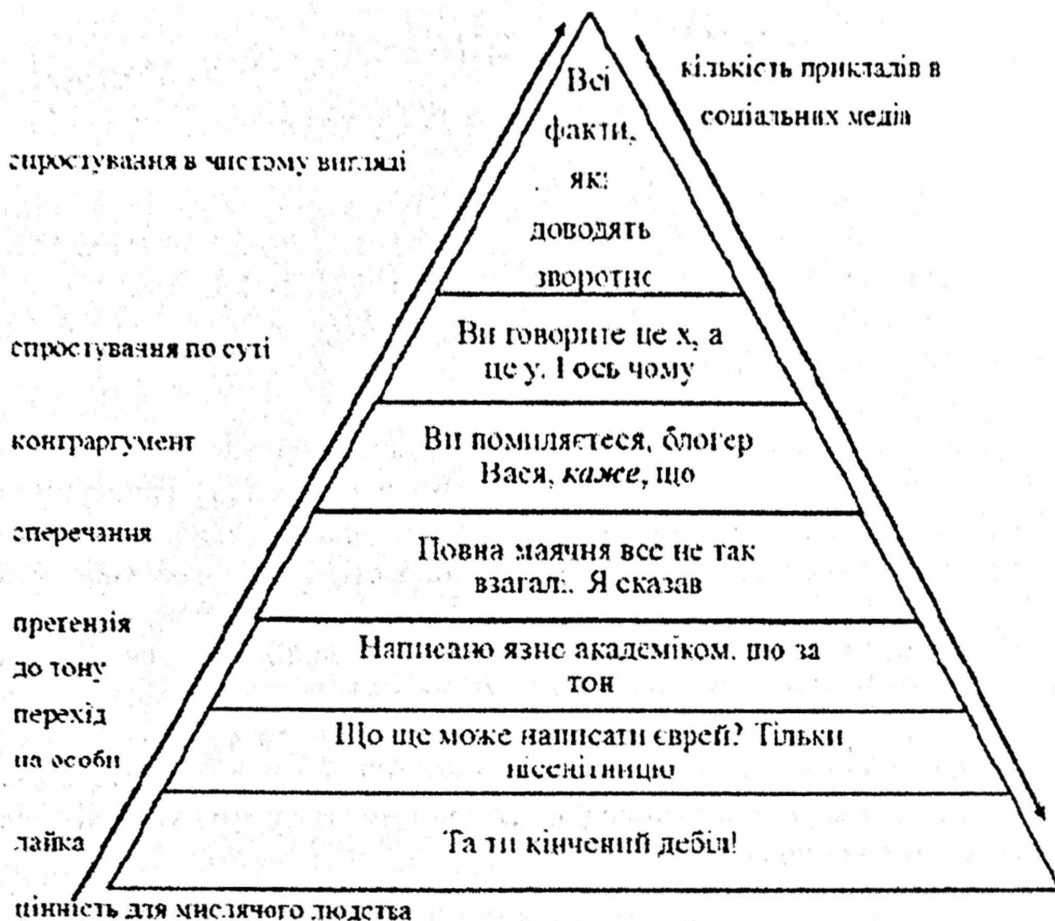 кількість прикладів в
соціальних медіа
спростування в чистому вигляді
Всі
факти,
які
доводять
зворотнє
спростування по суті
Ви говорите це х, а
це у. І ось чому
контраргумент
Ви помиляєтеся, блогер
Вася, каже, що
сперечання
Повна маячня все не так
взагалі. Я сказав
претензія
до тону
Написано язне академіком, що за
тон
перехід
на особи
Що ще може написати єврей? Тільки
нісенітницю
лайка
Та ти кінчений дебіл!
цінність для мислячого людства